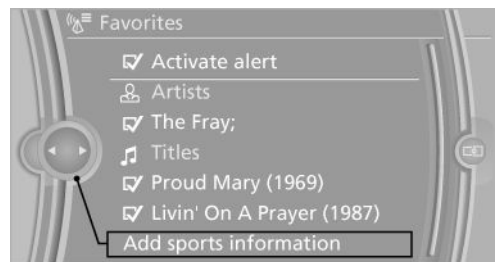 Favorites
Activate alert
Artists
The Fray;
Titles
Proud Mary (1969)
Livin' On A Prayer (1987)
Add sports information